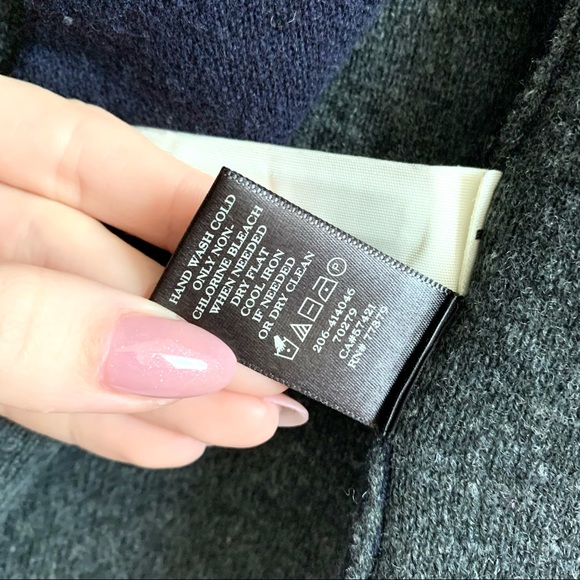 HAND WASH COLD
ONLY NON-
CHLORINE BLEACH
WHEN NEEDED
DRY FLAT
COOL IRON
IF NEEDED
OR DRY CLEAN
P
206-414046
70279
CA#57421
RN# 77879